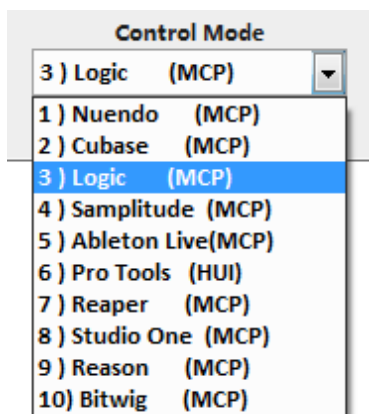 Control Mode
3 ) Logic (MCP)
1 ) Nuendo (MCP)
2 ) Cubase (MCP)
3 ) Logic (MCP)
4 ) Samplitude (MCP)
5 ) Ableton Live(MCP)
6 ) Pro Tools (HUI)
7 ) Reaper (MCP)
8 ) Studio One (MCP)
9 ) Reason (MCP)
10) Bitwig (MCP)